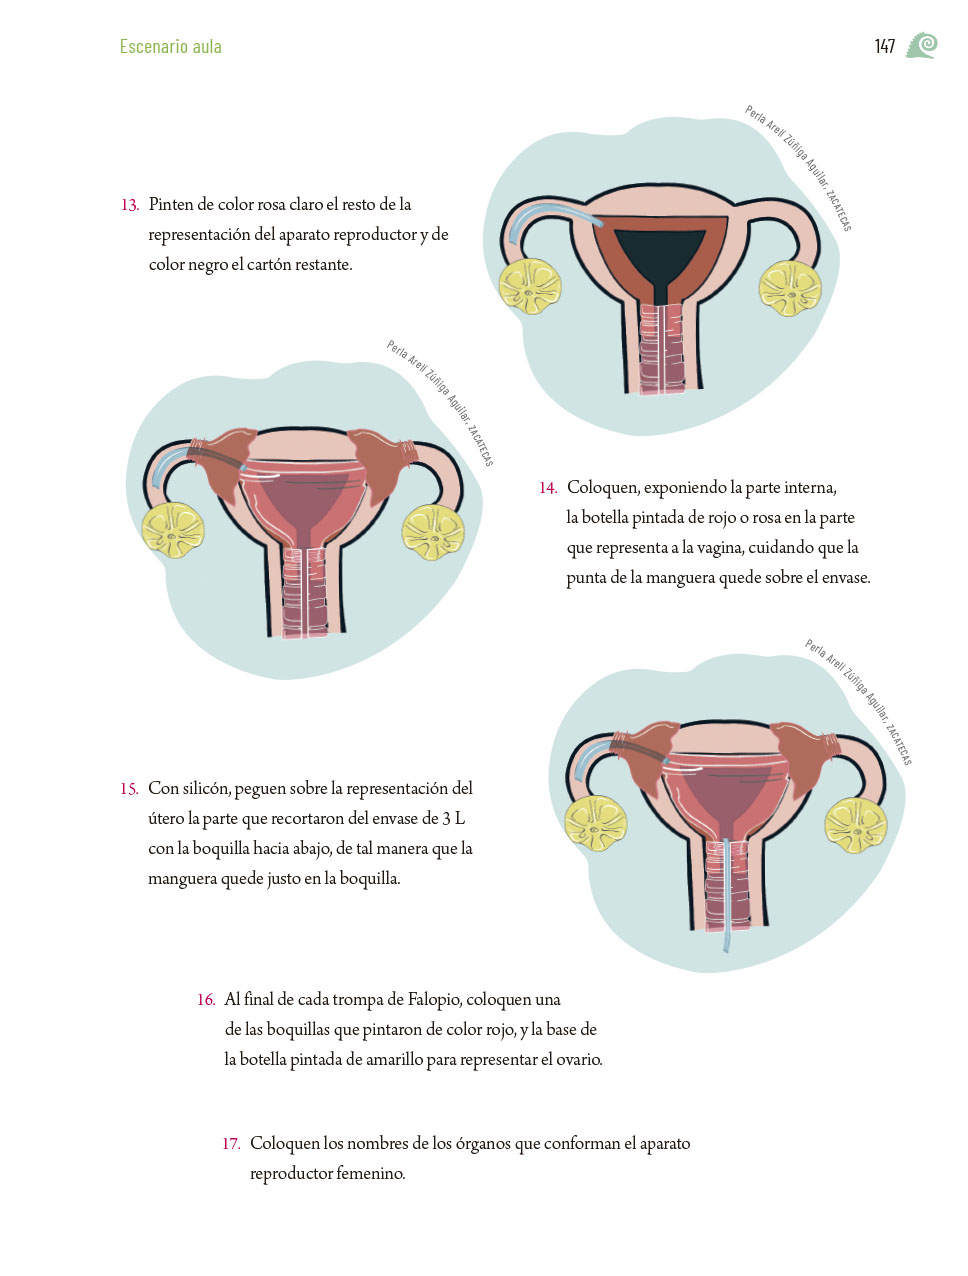 Escenario aula
147
Perla Areli Zúñiga Aguilar, ZACATECAS
13. Pinten de color rosa claro el resto de la
representación del aparato reproductor y de
color negro el cartón restante.
Perla Areli Zúñiga Aguilar, ZACATECAS
14. Coloquen, exponiendo la parte interna,
la botella pintada de rojo o rosa en la parte
que representa a la vagina, cuidando que la
punta de la manguera quede sobre el envase.
Perla Areli Zúñiga Aguilar, ZACATECAS
15. Con silicón, peguen sobre la representación del
útero la parte que recortaron del envase de 3 L
con la boquilla hacia abajo, de tal manera que la
manguera quede justo en la boquilla.
16. Al final de cada trompa de Falopio, coloquen una
de las boquillas que pintaron de color rojo, y la base de
la botella pintada de amarillo para representar el ovario.
17. Coloquen los nombres de los órganos que conforman el aparato
reproductor femenino.